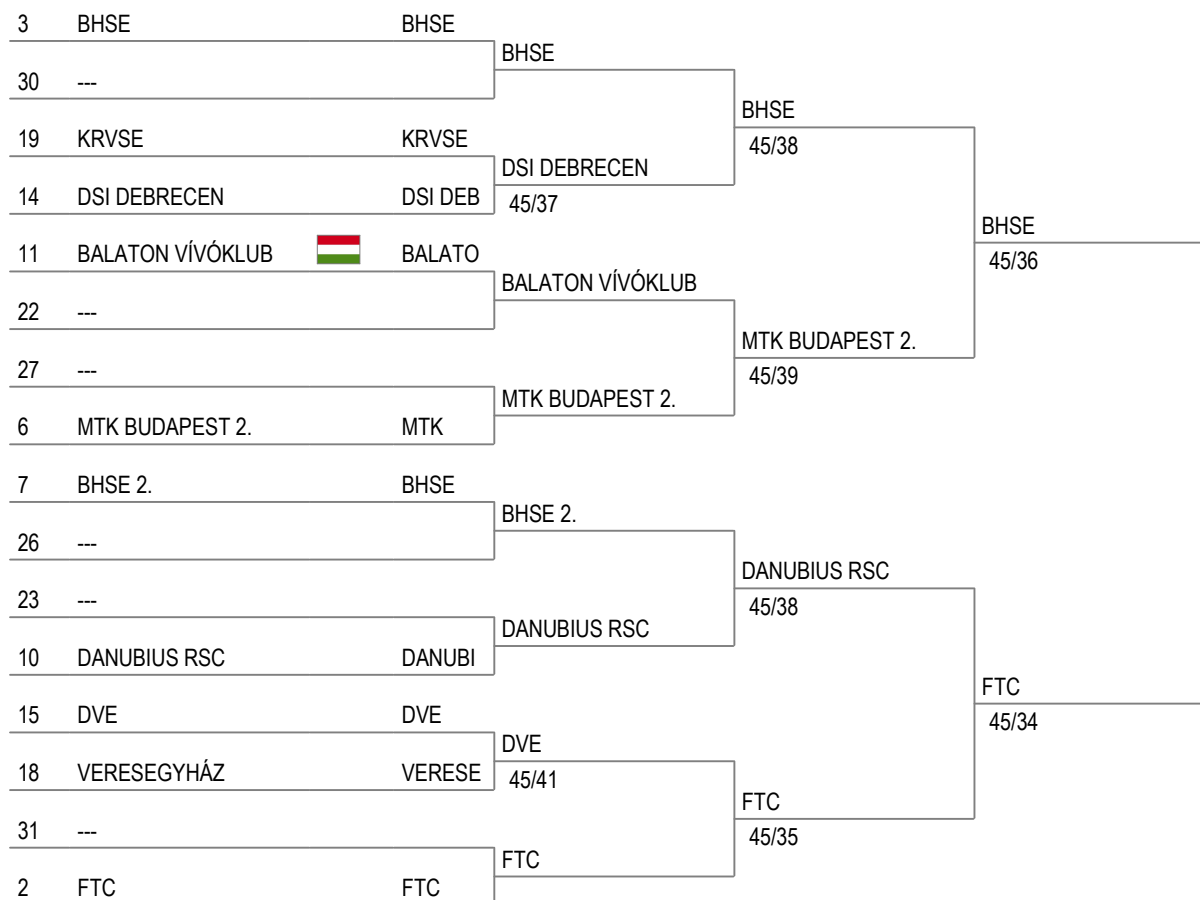 3 BHSE BHSE
BHSE
30 ---
BHSE
45/38
19 KRVSE KRVSE
DSI DEBRECEN
45/37
14 DSI DEBRECEN DSI DEB
BHSE
45/36
11 BALATON VÍVÓKLUB BALATO
BALATON VÍVÓKLUB
22 ---
MTK BUDAPEST 2.
45/39
27 ---
MTK BUDAPEST 2.
6 MTK BUDAPEST 2. MTK
7 BHSE 2. BHSE
BHSE 2.
26 ---
DANUBIUS RSC
45/38
23 ---
DANUBIUS RSC
10 DANUBIUS RSC DANUBI
FTC
45/34
15 DVE DVE
DVE
45/41
18 VERESEGYHÁZ VERESE
FTC
45/35
31 ---
FTC
2 FTC FTC